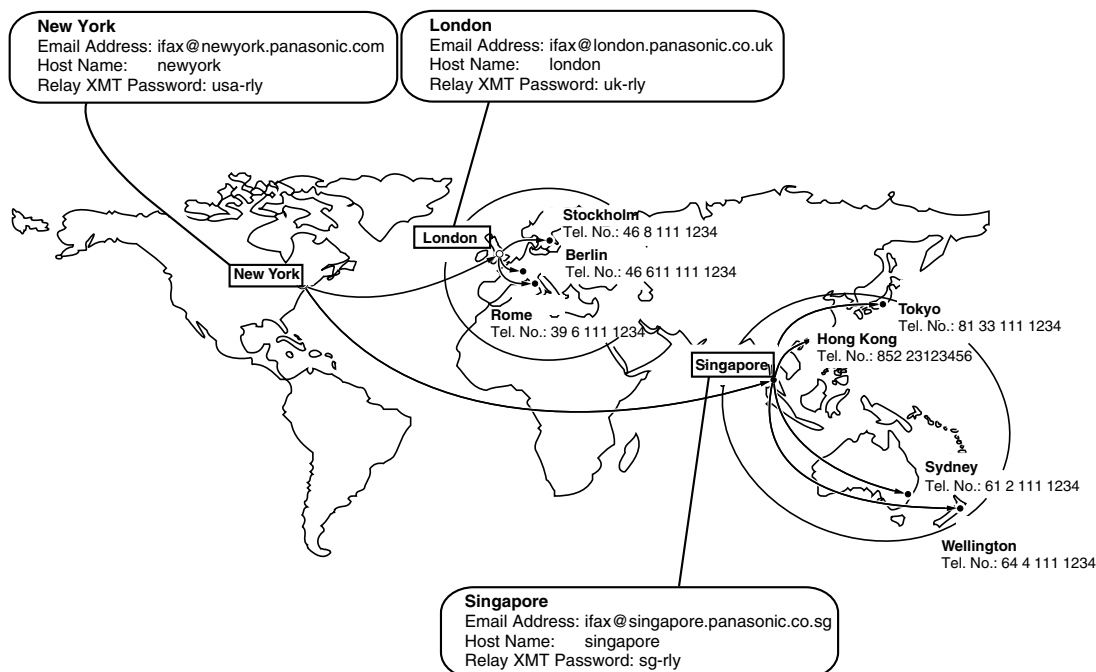 New York
Email Address: ifax@newyork.panasonic.com
Host Name: newyork
Relay XMT Password: usa-rly
London
Email Address: ifax@london.panasonic.co.uk
Host Name: london
Relay XMT Password: uk-rly
Stockholm
Tel. No.: 46 8 111 1234
London
Berlin
Tel. No.: 46 611 111 1234
New York
Rome
Tel. No.: 39 6 111 1234
Tokyo
Tel. No.: 81 33 111 1234
Hong Kong
Tel. No.: 852 23123456
Singapore
Sydney
Tel. No.: 61 2 111 1234
Wellington
Tel. No.: 64 4 111 1234
Singapore
Email Address: ifax@singapore.panasonic.co.sg
Host Name: singapore
Relay XMT Password: sg-rly